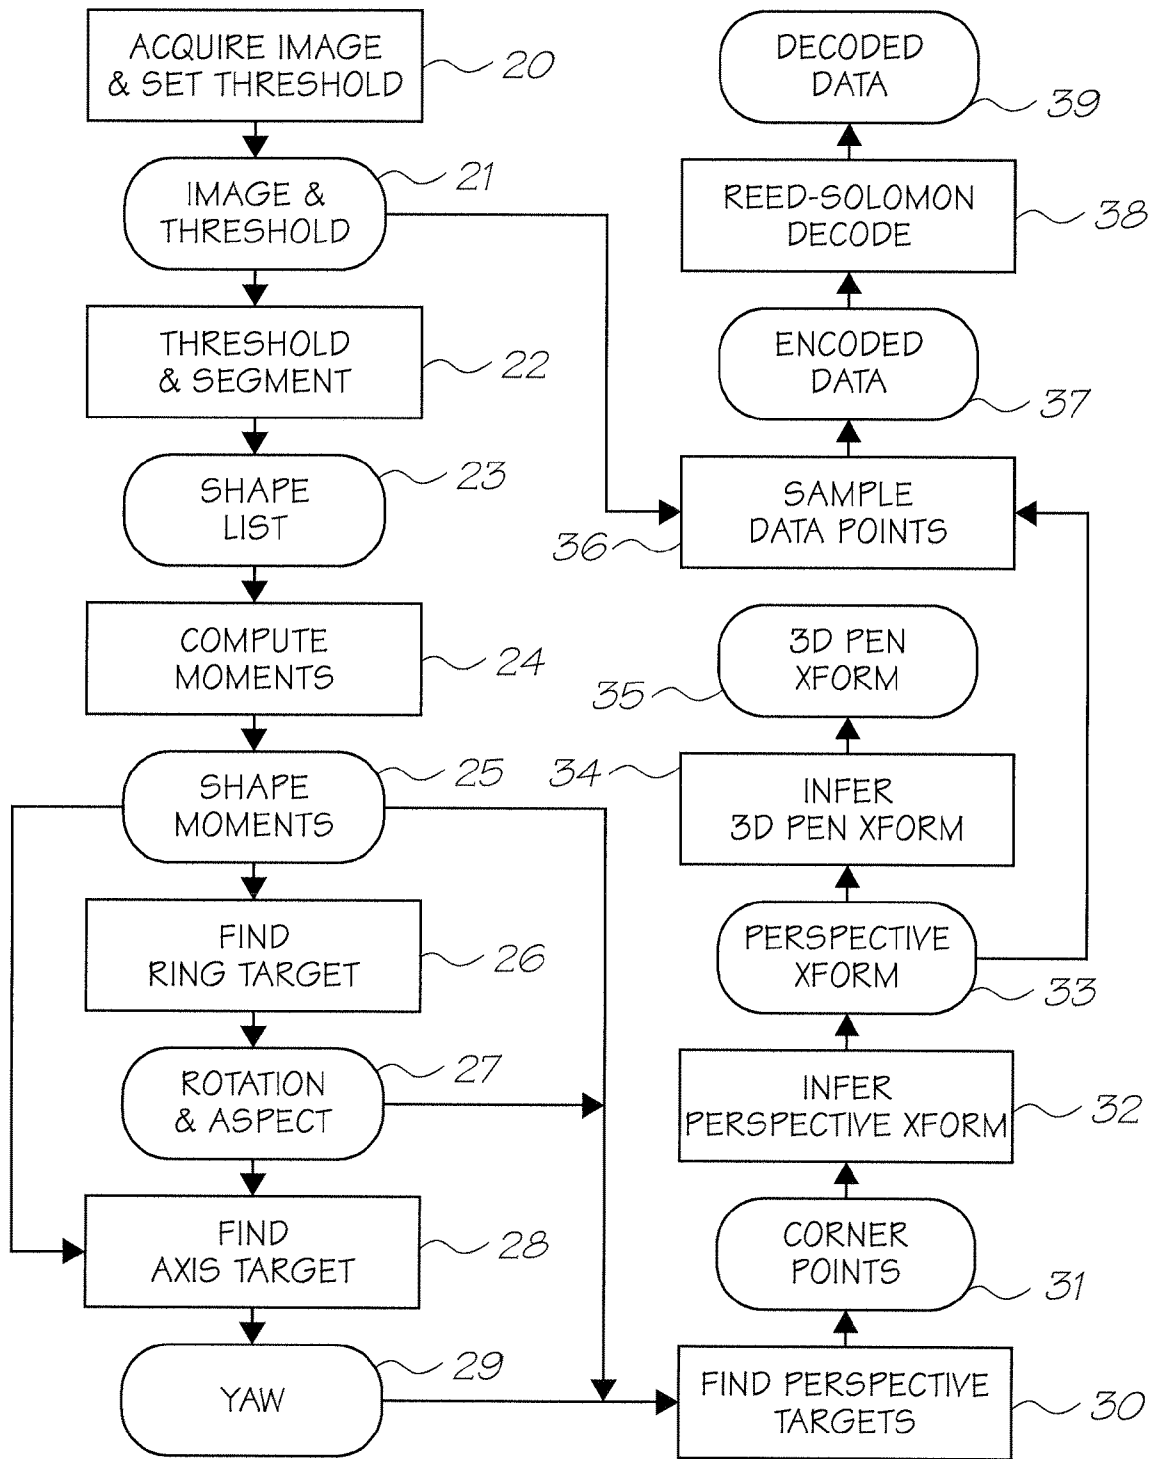 ACQUIRE IMAGE
& SET THRESHOLD
20
IMAGE &
THRESHOLD
21
THRESHOLD
& SEGMENT
22
SHAPE
LIST
23
COMPUTE
MOMENTS
24
SHAPE
MOMENTS
25
FIND
RING TARGET
26
ROTATION
& ASPECT
27
FIND
AXIS TARGET
28
YAW
29
FIND PERSPECTIVE
TARGETS
30
CORNER
POINTS
31
INFER
PERSPECTIVE XFORM
32
PERSPECTIVE
XFORM
33
INFER
3D PEN XFORM
34
3D PEN
XFORM
35
SAMPLE
DATA POINTS
36
ENCODED
DATA
37
REED-SOLOMON
DECODE
38
DECODED
DATA
39